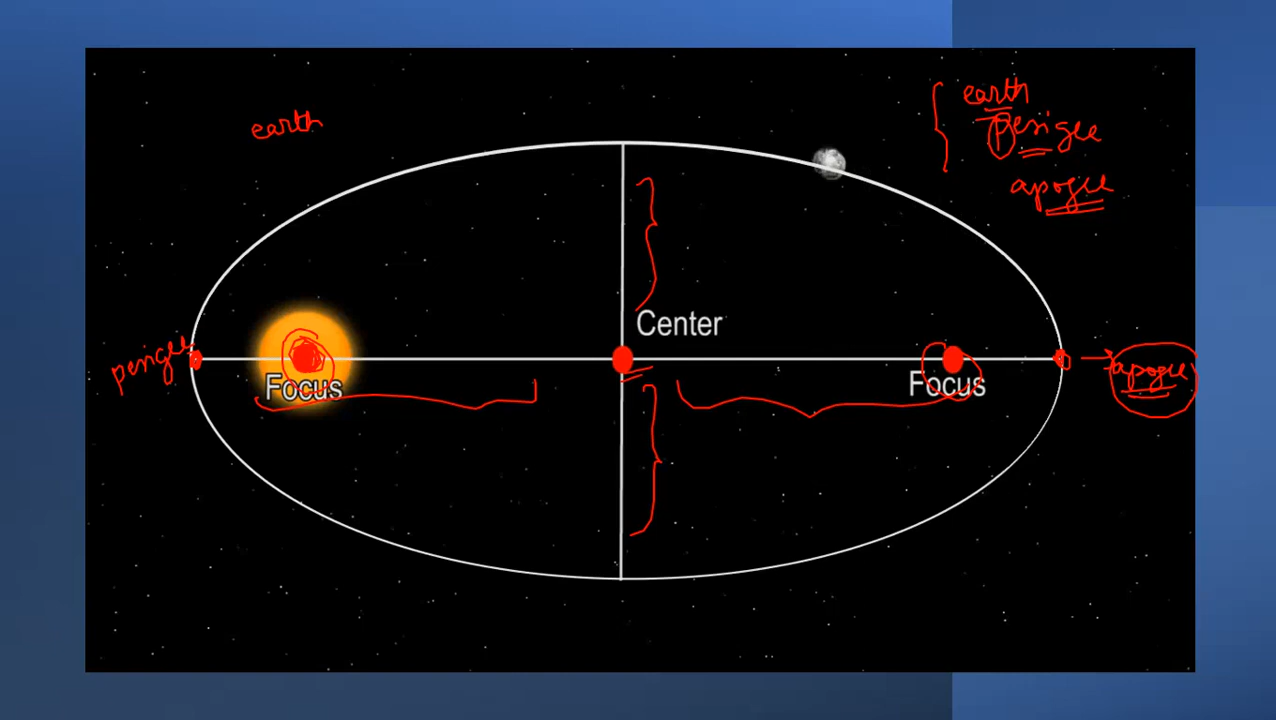 earth
earth
perigee
apogee
Center
perigee
Focus
Focus
apogee